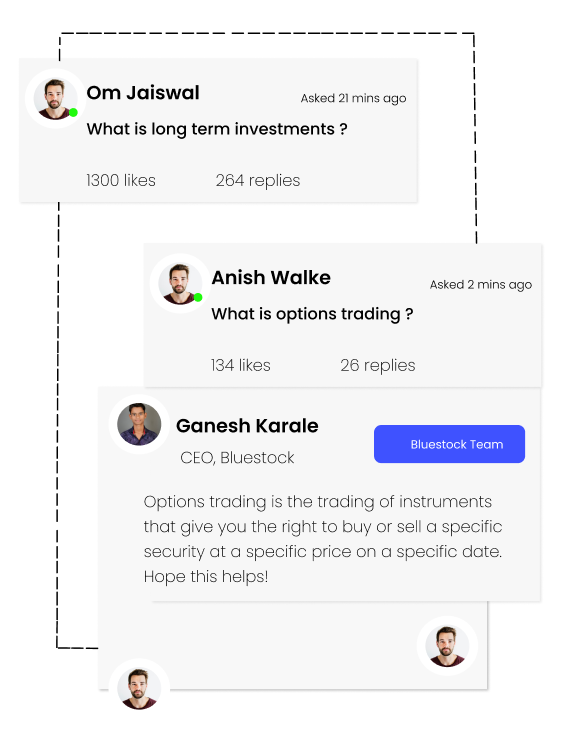 Om Jaiswal
Asked 21 mins ago
What is long term investments ?
1300 likes
264 replies
Anish Walke
Asked 2 mins ago
What is options trading ?
134 likes
26 replies
Ganesh Karale
Bluestock Team
CEO, Bluestock
Options trading is the trading of instruments
that give you the right to buy or sell a specific
security at a specific price on a specific date.
Hope this helps!